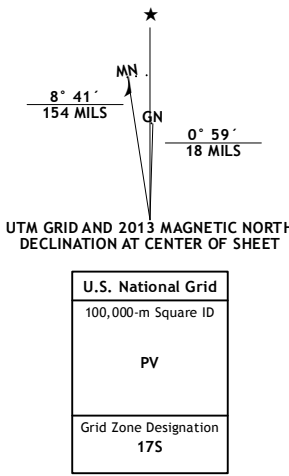 ★
MN
GN
8° 41´
154 MILS
0° 59´
18 MILS
UTM GRID AND 2013 MAGNETIC NORTH
DECLINATION AT CENTER OF SHEET
U.S. National Grid
100,000-m Square ID
PV
Grid Zone Designation
17S